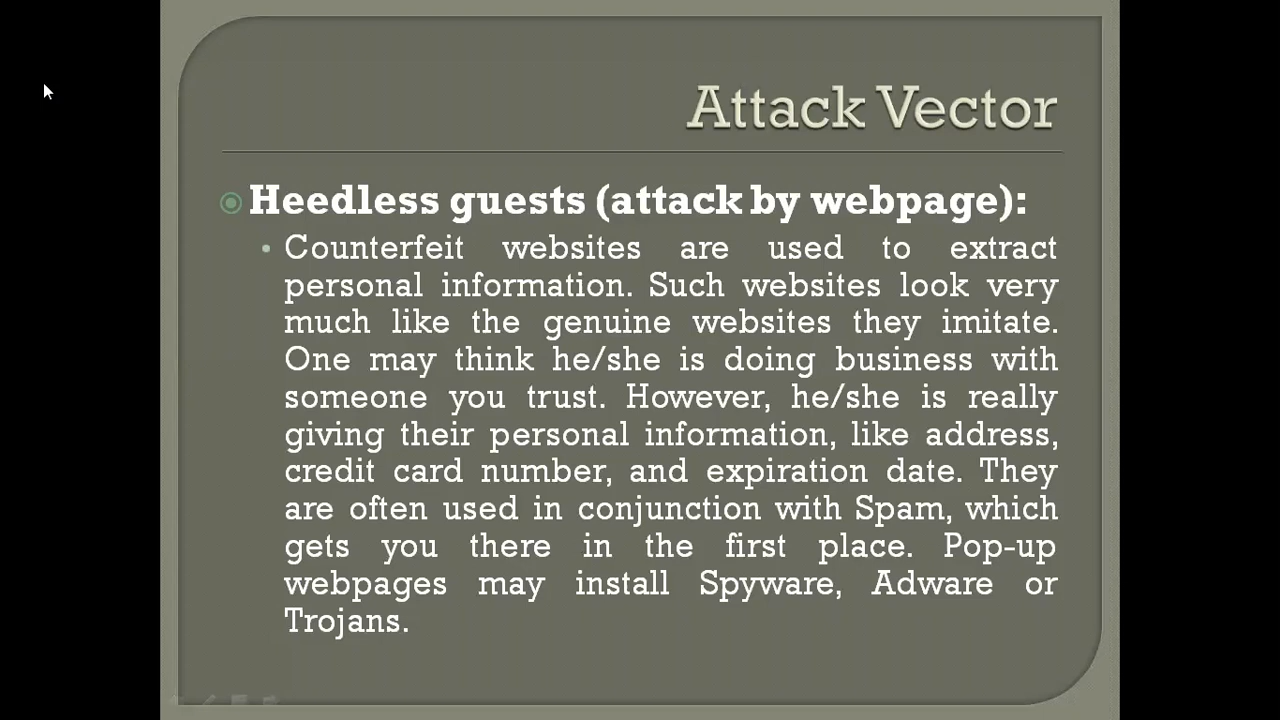 Attack Vector
Heedless guests (attack by webpage):
Counterfeit websites are used to extract
personal information. Such websites look very
much like the genuine websites they imitate.
One may think he/she is doing business with
someone you trust. However, he/she is really
giving their personal information, like address,
credit card number, and expiration date. They
are often used in conjunction with Spam, which
gets you there in the first place. Pop-up
webpages may install Spyware, Adware or
Trojans.